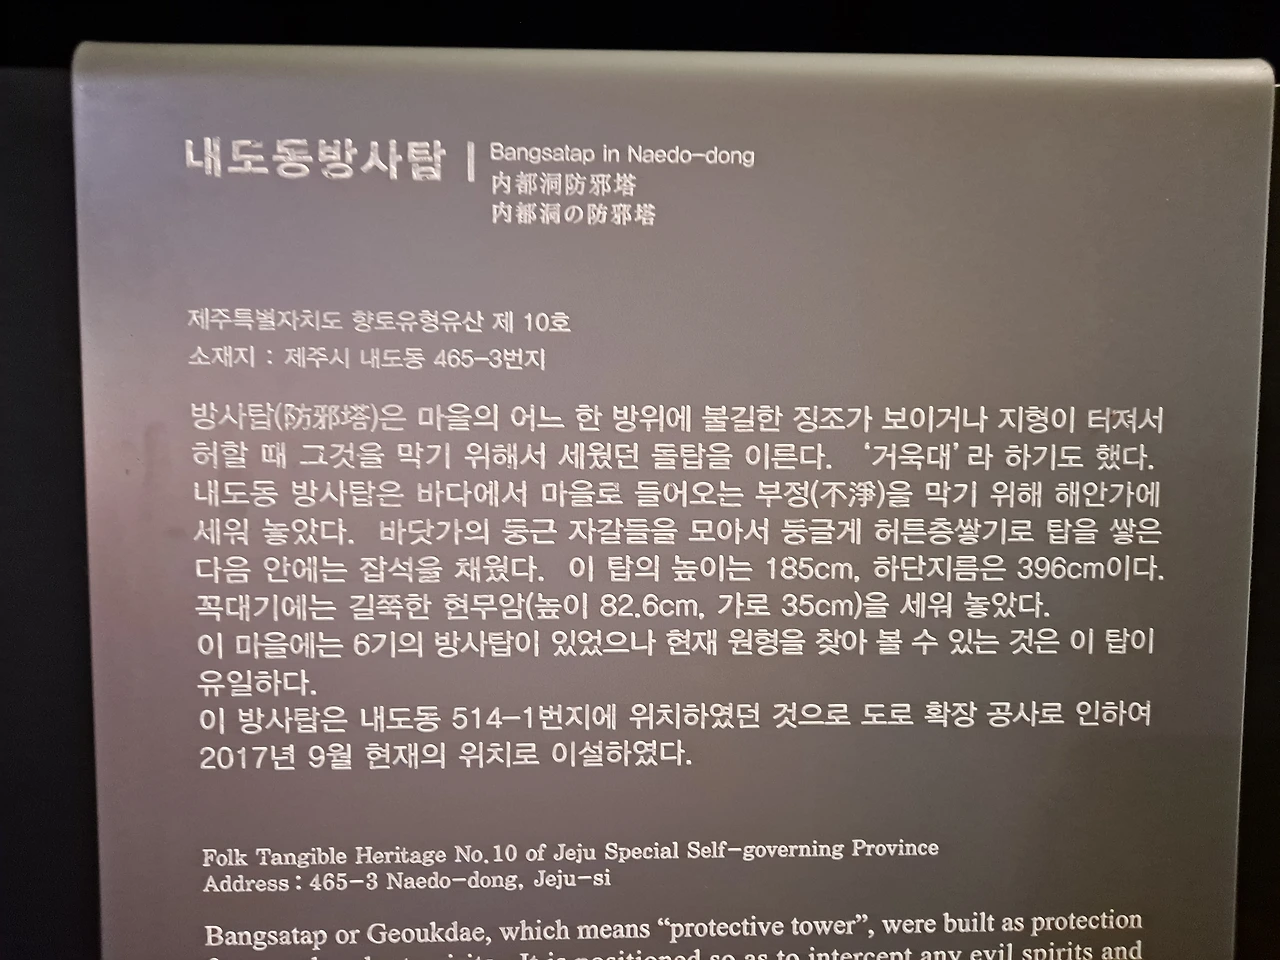 내도동방사탑 | Bangsatap in Naedo-dong
内都洞防邪塔
内都洞の防邪塔
제주특별자치도 향토유형유산 제 10호
소재지 : 제주시 내도동 465-3번지
방사탑(防邪塔)은 마을의 어느 한 방위에 불길한 징조가 보이거나 지형이 터져서
허할 때 그것을 막기 위해서 세웠던 돌탑을 이른다. ‘거욱대’라 하기도 했다.
내도동 방사탑은 바다에서 마을로 들어오는 부정(不淨)을 막기 위해 해안가에
세워 놓았다. 바닷가의 둥근 자갈들을 모아서 둥글게 허튼층쌓기로 탑을 쌓은
다음 안에는 잡석을 채웠다. 이 탑의 높이는 185cm, 하단지름은 396cm이다.
꼭대기에는 길쭉한 현무암(높이 82.6cm, 가로 35cm)을 세워 놓았다.
이 마을에는 6기의 방사탑이 있었으나 현재 원형을 찾아 볼 수 있는 것은 이 탑이
유일하다.
이 방사탑은 내도동 514-1번지에 위치하였던 것으로 도로 확장 공사로 인하여
2017년 9월 현재의 위치로 이설하였다.
Folk Tangible Heritage No.10 of Jeju Special Self-governing Province
Address : 465-3 Naedo-dong, Jeju-si
Bangsatap or Geoukdae, which means “protective tower”, were built as protection
It is positioned so as to intercept any evil spirits and